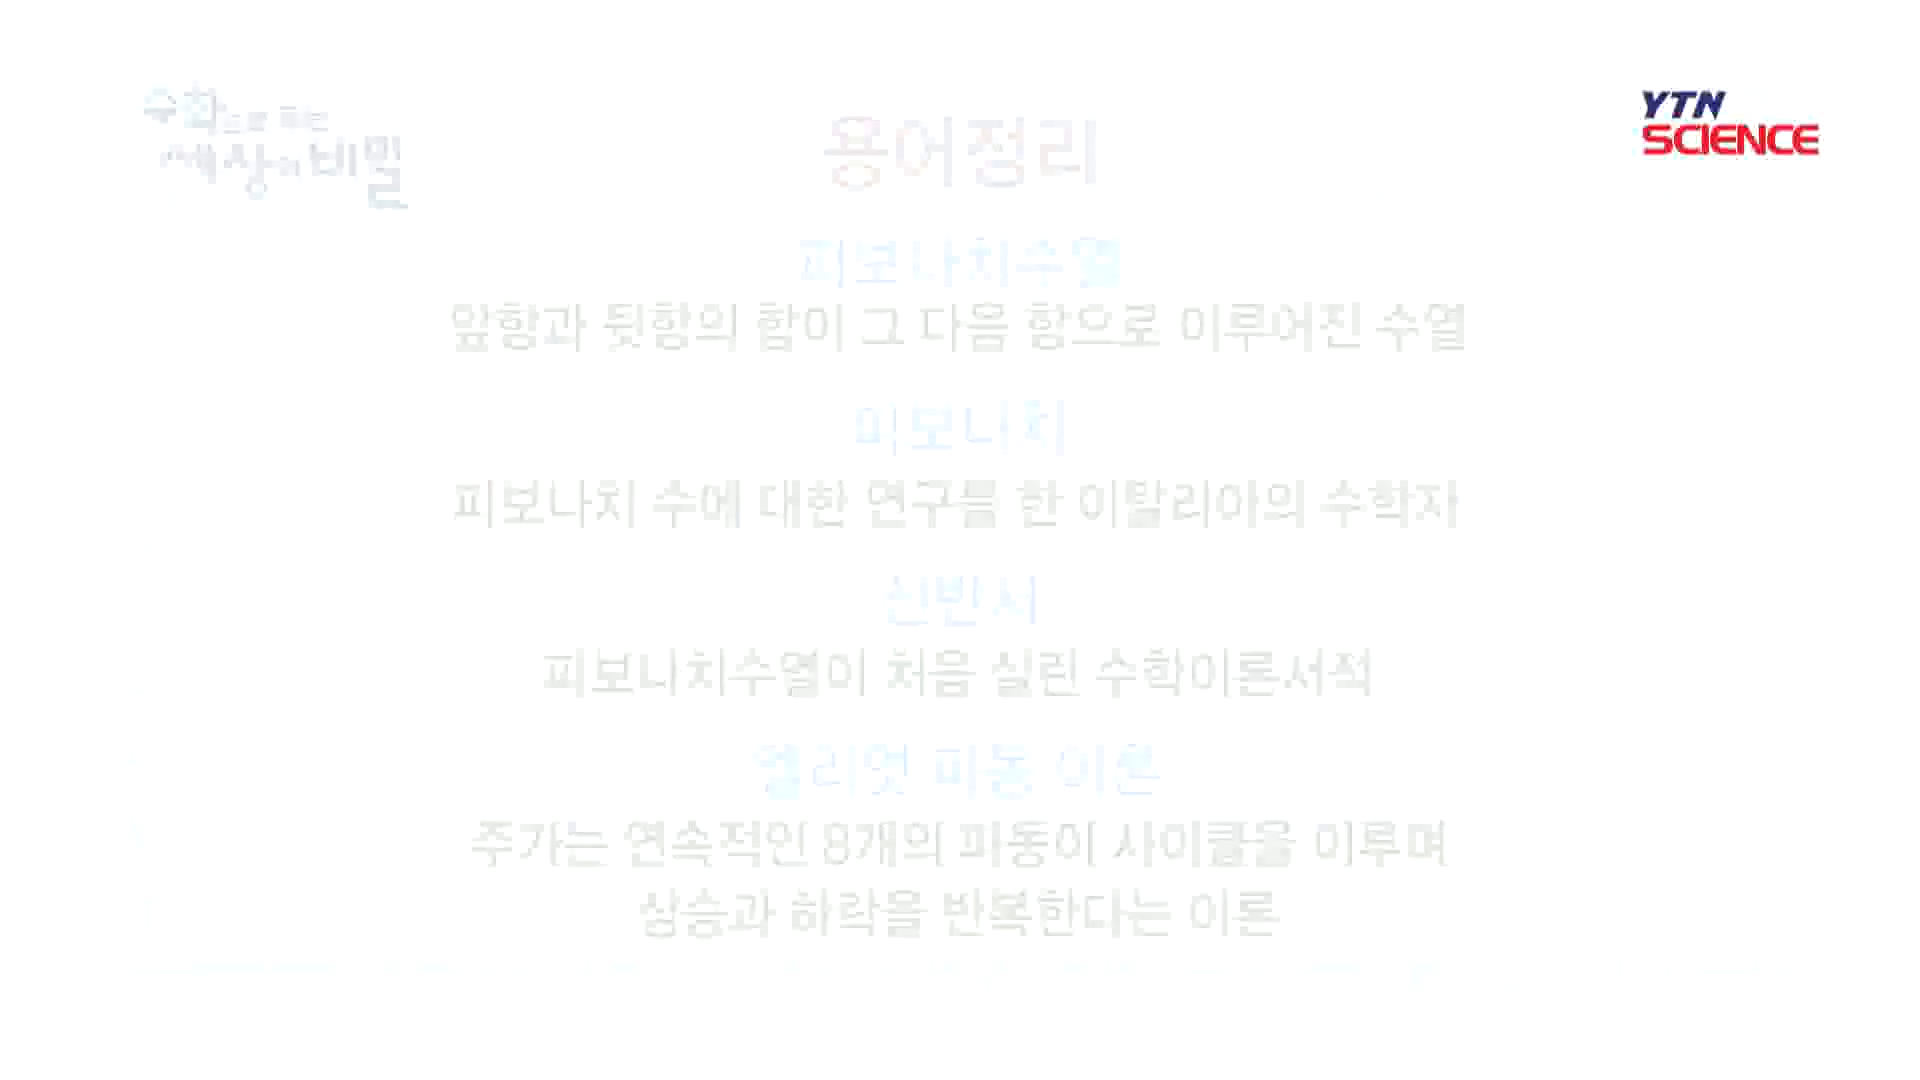 수학으로 푸는
세상의 비밀
YTN
SCIENCE
용어정리
피보나치수열
앞항과 뒷항의 합이 그 다음 항으로 이루어진 수열
피보나치
피보나치 수에 대한 연구를 한 이탈리아의 수학자
산반서
피보나치수열이 처음 실린 수학이론서적
엘리엇 파동 이론
주가는 연속적인 8개의 파동이 사이클을 이루며
상승과 하락을 반복한다는 이론